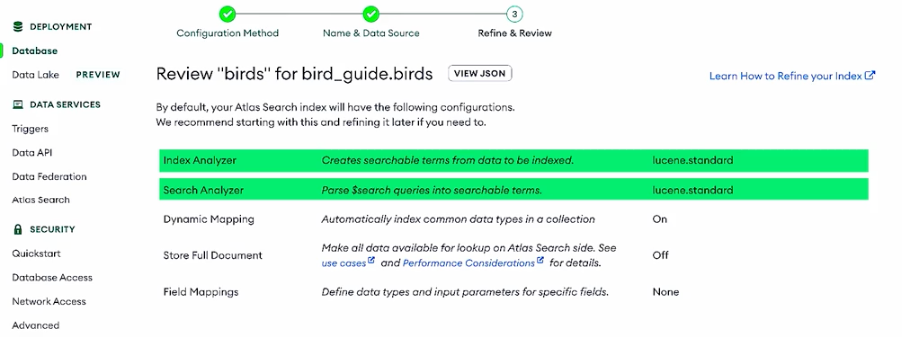 DEPLOYMENT
Database
Data Lake PREVIEW
DATA SERVICES
Triggers
Data API
Data Federation
Atlas Search
SECURITY
Quickstart
Database Access
Network Access
Advanced
Configuration Method
Name & Data Source
3
Refine & Review
Review "birds" for bird_guide.birds VIEW JSON
Learn How to Refine your Index
By default, your Atlas Search index will have the following configurations.
We recommend starting with this and refining it later if you need to.
Index Analyzer Creates searchable terms from data to be indexed. lucene.standard
Search Analyzer Parse $search queries into searchable terms. lucene.standard
Dynamic Mapping Automatically index common data types in a collection On
Store Full Document Make all data available for lookup on Atlas Search side. See
use cases and Performance Considerations for details. Off
Field Mappings Define data types and input parameters for specific fields. None